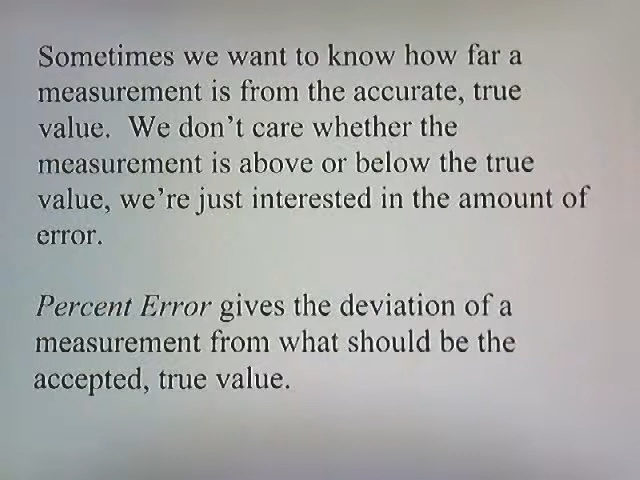 Sometimes we want to know how far a
measurement is from the accurate, true
value.  We don't care whether the
measurement is above or below the true
value, we're just interested in the amount of
error.
Percent Error gives the deviation of a
measurement from what should be the
accepted, true value.